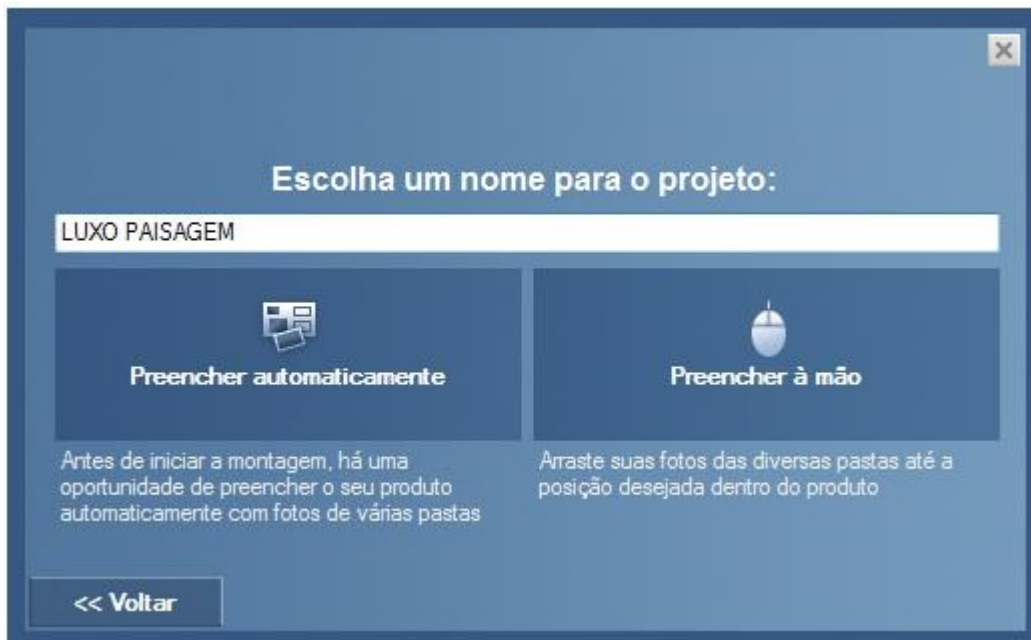 Escolha um nome para o projeto:
LUXO PAISAGEM
Preencher automaticamente
Antes de iniciar a montagem, há uma
oportunidade de preencher o seu produto
automaticamente com fotos de várias pastas
Preencher à mão
Arraste suas fotos das diversas pastas até a
posição desejada dentro do produto
<< Voltar